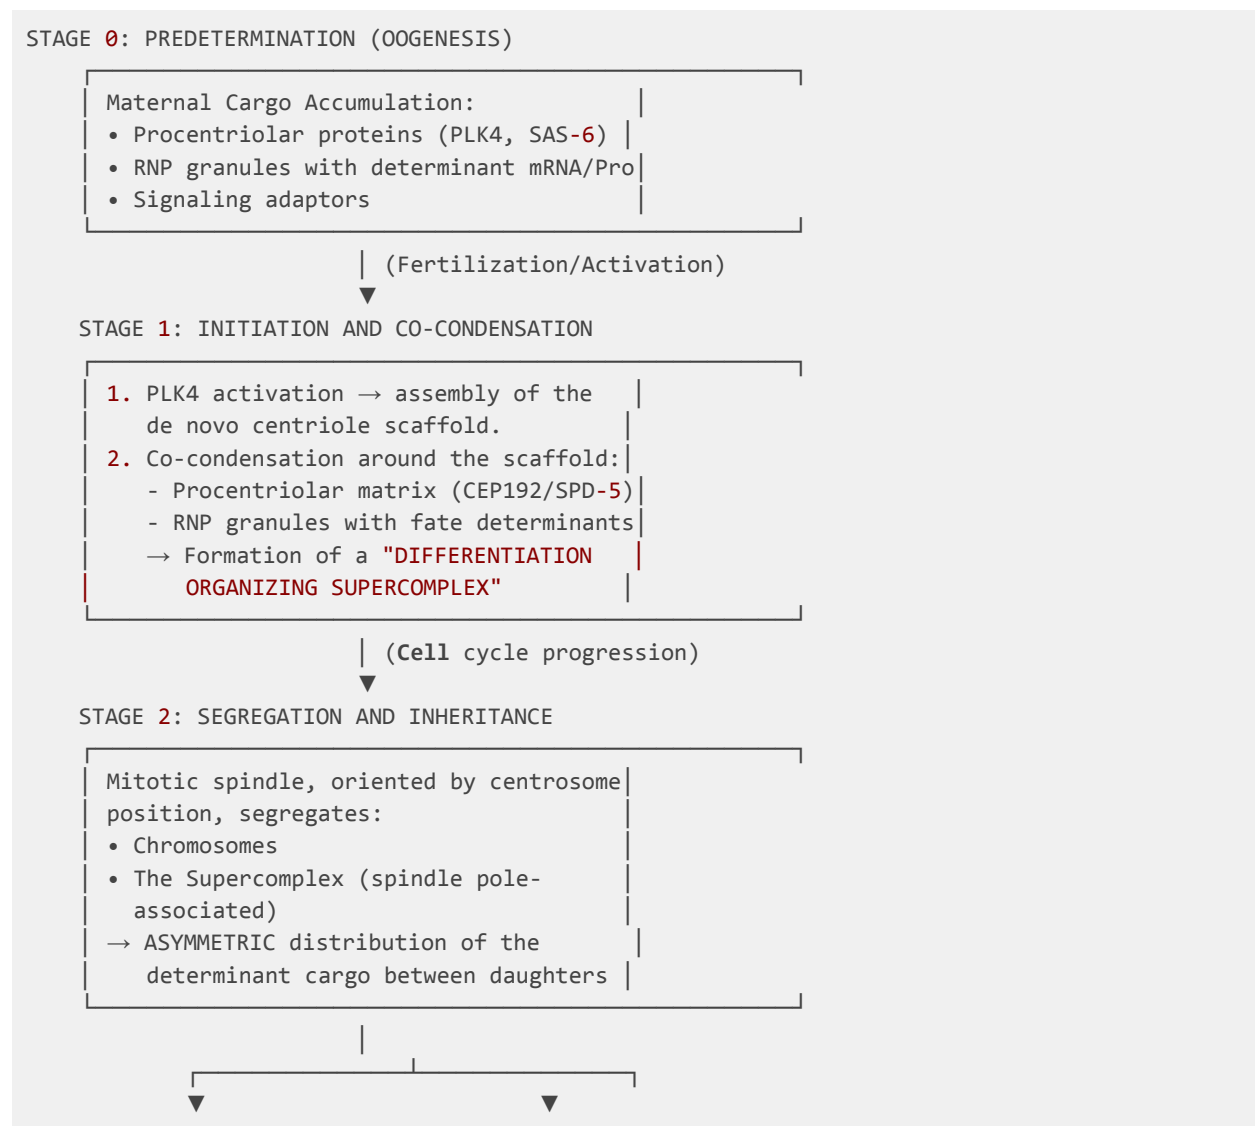 STAGE 0: PREDETERMINATION (OOGENESIS)
Maternal Cargo Accumulation:
• Procentriolar proteins (PLK4, SAS-6)
• RNP granules with determinant mRNA/Pro
• Signaling adaptors
(Fertilization/Activation)
STAGE 1: INITIATION AND CO-CONDENSATION
1. PLK4 activation → assembly of the
de novo centriole scaffold.
2. Co-condensation around the scaffold:
- Procentriolar matrix (CEP192/SPD-5)
- RNP granules with fate determinants
→ Formation of a "DIFFERENTIATION
ORGANIZING SUPERCOMPLEX"
(Cell cycle progression)
STAGE 2: SEGREGATION AND INHERITANCE
Mitotic spindle, oriented by centrosome
position, segregates:
• Chromosomes
• The Supercomplex (spindle pole-
associated)
→ ASYMMETRIC distribution of the
determinant cargo between daughters